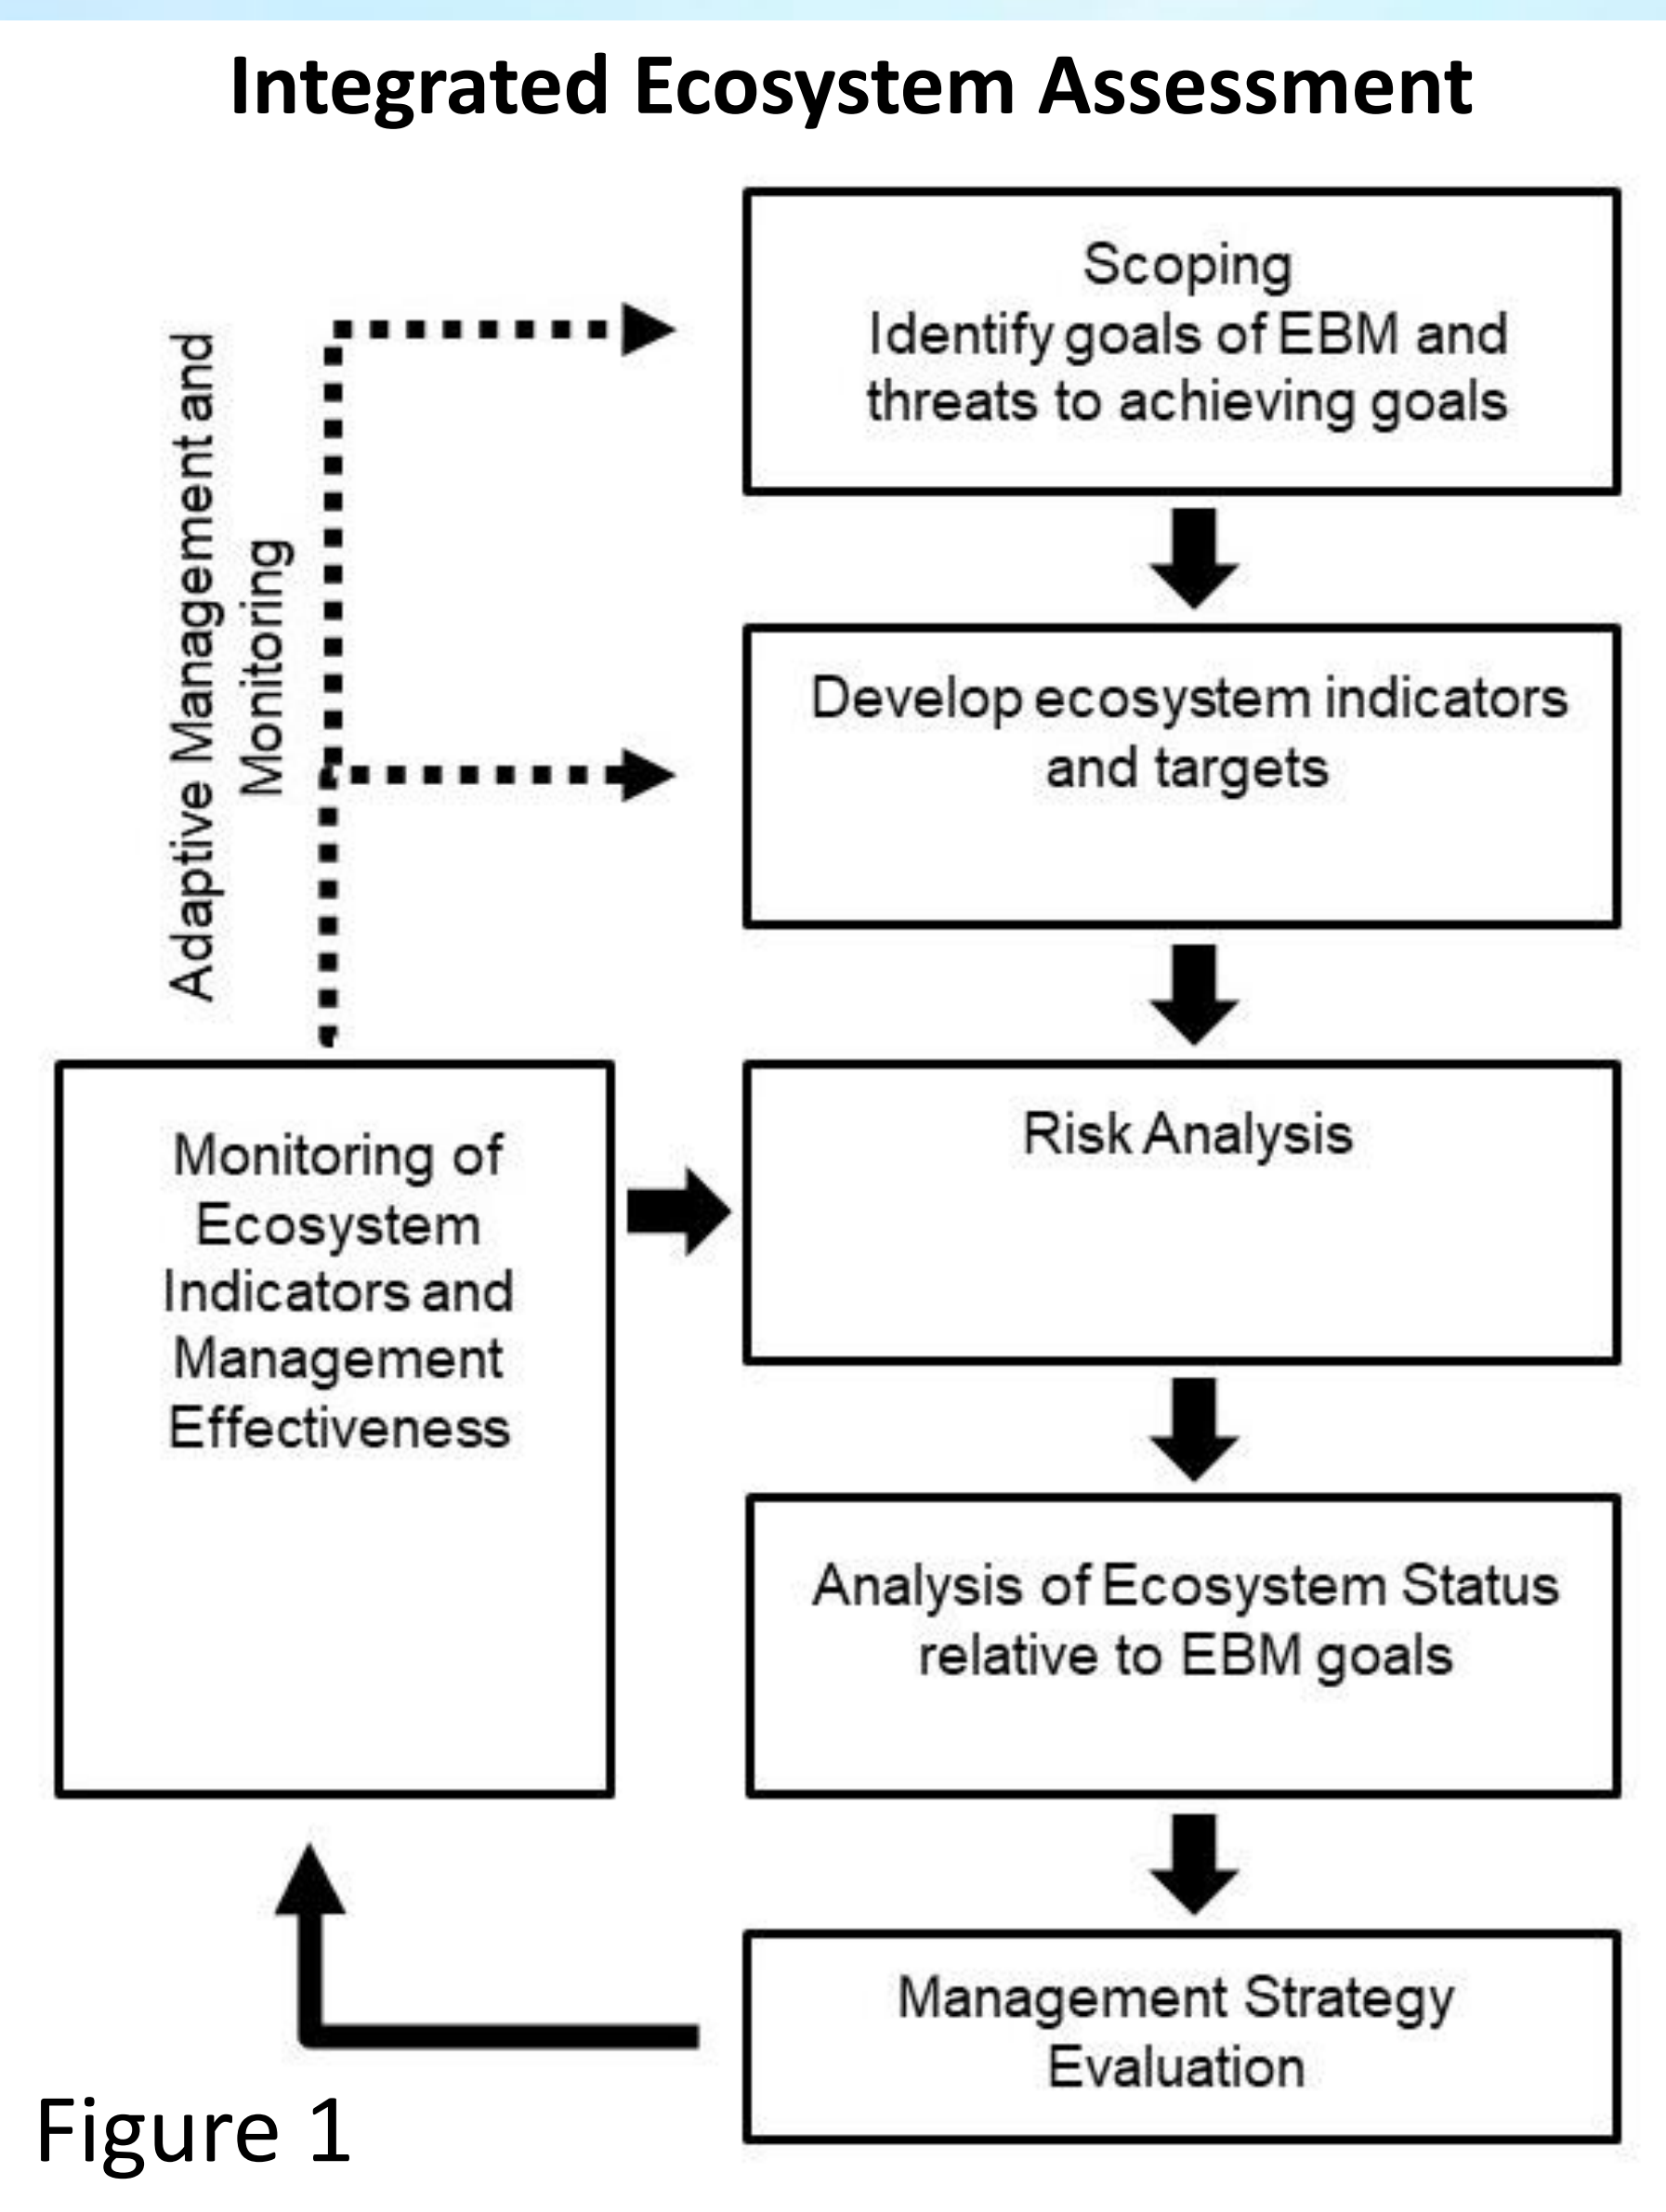 Integrated Ecosystem Assessment
Scoping
Identify goals of EBM and
threats to achieving goals
Adaptive Management and
Monitoring
Develop ecosystem indicators
and targets
Monitoring of
Ecosystem
Indicators and
Management
Effectiveness
Risk Analysis
Analysis of Ecosystem Status
relative to EBM goals
Management Strategy
Evaluation
Figure 1